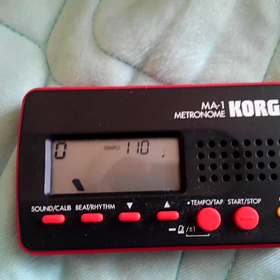 MA-1
METRONOME KORG
0 TEMPO 110
SOUND/CALIB BEAT/RHYTHM ▼ ▲ • TEMPO/TAP START/STOP